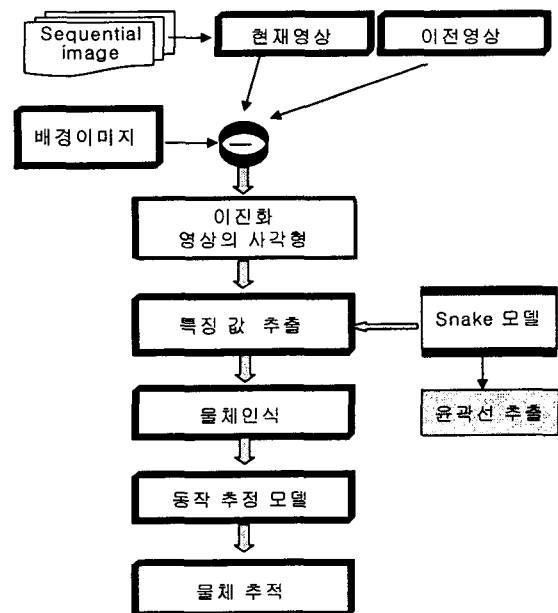 Sequential
image
현재영상
이전영상
배경이미지
이진화
영상의 사각형
특징 값 추출
Snake 모델
물체인식
윤곽선 추출
동작 추정 모델
물체 추적